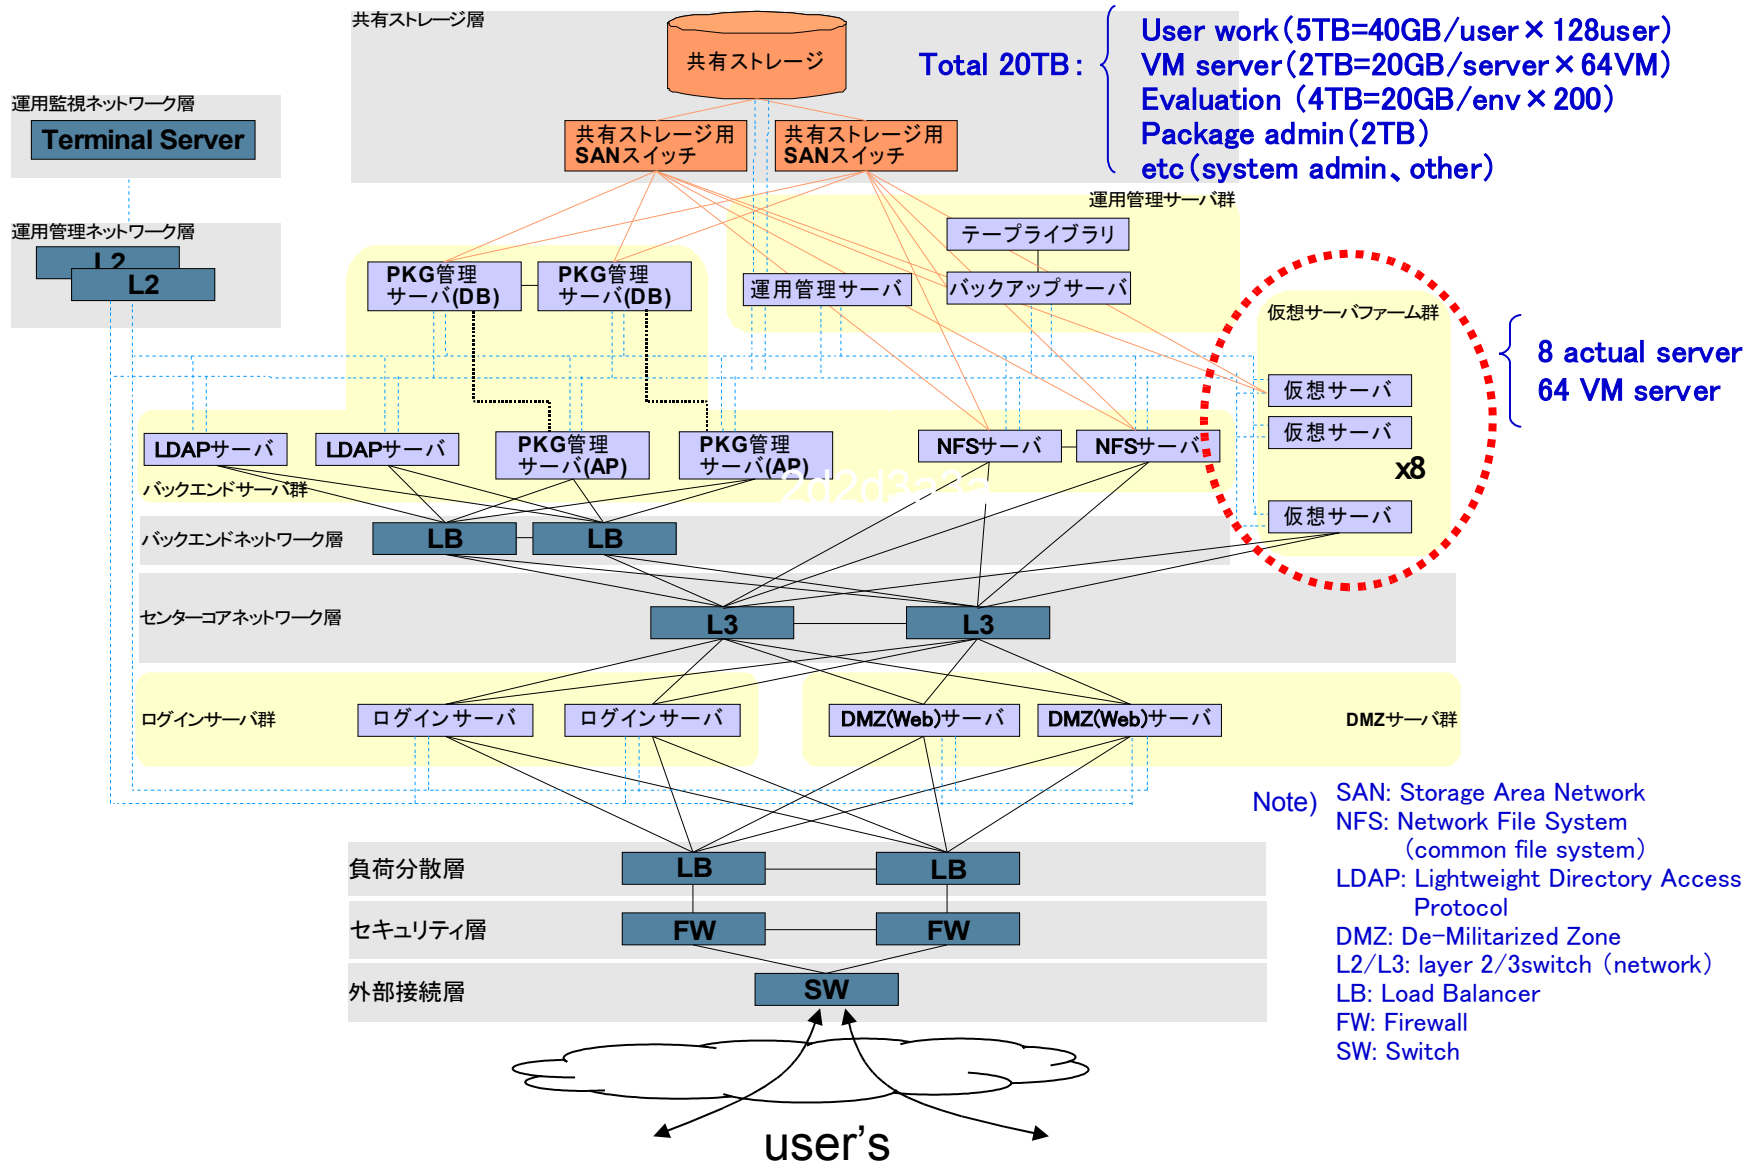 共有ストレージ層
共有ストレージ
Total 20TB:
User work(5TB=40GB/user×128user)
VM server(2TB=20GB/server×64VM)
Evaluation (4TB=20GB/env×200)
Package admin(2TB)
etc(system admin、other)
運用監視ネットワーク層
Terminal Server
共有ストレージ用
SANスイッチ
共有ストレージ用
SANスイッチ
運用管理サーバ群
運用管理ネットワーク層
L2
L2
テープライブラリ
PKG管理
サーバ(DB)
PKG管理
サーバ(DB)
運用管理サーバ
バックアップサーバ
仮想サーバファーム群
8 actual server
64 VM server
仮想サーバ
仮想サーバ
x8
仮想サーバ
LDAPサーバ
LDAPサーバ
PKG管理
サーバ(AP)
PKG管理
サーバ(AP)
NFSサーバ
NFSサーバ
2d2d3a3a
バックエンドサーバ群
バックエンドネットワーク層
LB
LB
センターコアネットワーク層
L3
L3
ログインサーバ群
ログインサーバ
ログインサーバ
DMZ(Web)サーバ
DMZ(Web)サーバ
DMZサーバ群
負荷分散層
LB
LB
セキュリティ層
FW
FW
外部接続層
SW
user's
Note)
SAN: Storage Area Network
NFS: Network File System
(common file system)
LDAP: Lightweight Directory Access
Protocol
DMZ: De-Militarized Zone
L2/L3: layer 2/3switch (network)
LB: Load Balancer
FW: Firewall
SW: Switch